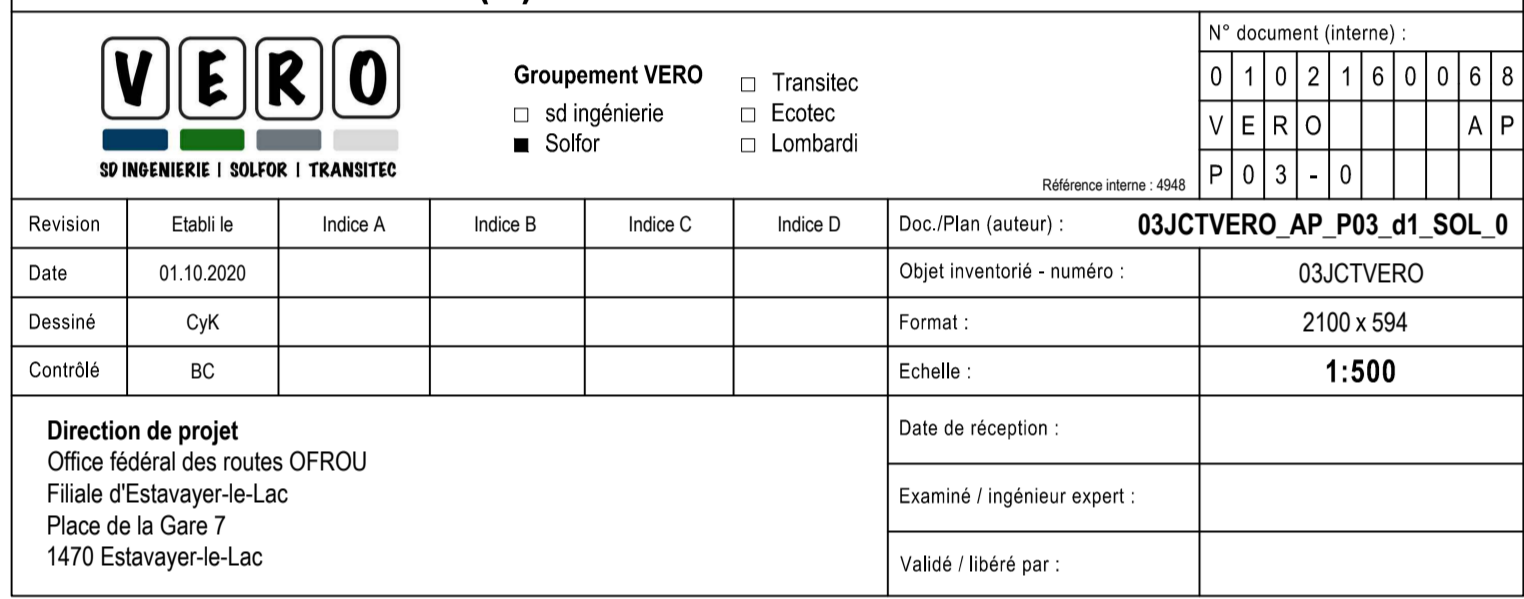 VERO
SD INGENIERIE | SOLFOR | TRANSITEC
Groupement VERO
sd ingénierie
Solfor
Transitec
Ecotec
Lombardi
Référence interne : 4948
N° document (interne) :
0 1 0 2 1 6 0 0 6 8
V E R O A P
P 0 3 - 0
Revision Etabli le Indice A Indice B Indice C Indice D Doc./Plan (auteur) : 03JCTVERO_AP_P03_d1_SOL_0
Date 01.10.2020 Objet inventorié - numéro : 03JCTVERO
Dessiné CyK Format : 2100 x 594
Contrôlé BC Echelle : 1:500
Direction de projet
Office fédéral des routes OFROU
Filiale d'Estavayer-le-Lac
Place de la Gare 7
1470 Estavayer-le-Lac
Date de réception :
Examiné / ingénieur expert :
Validé / libéré par :